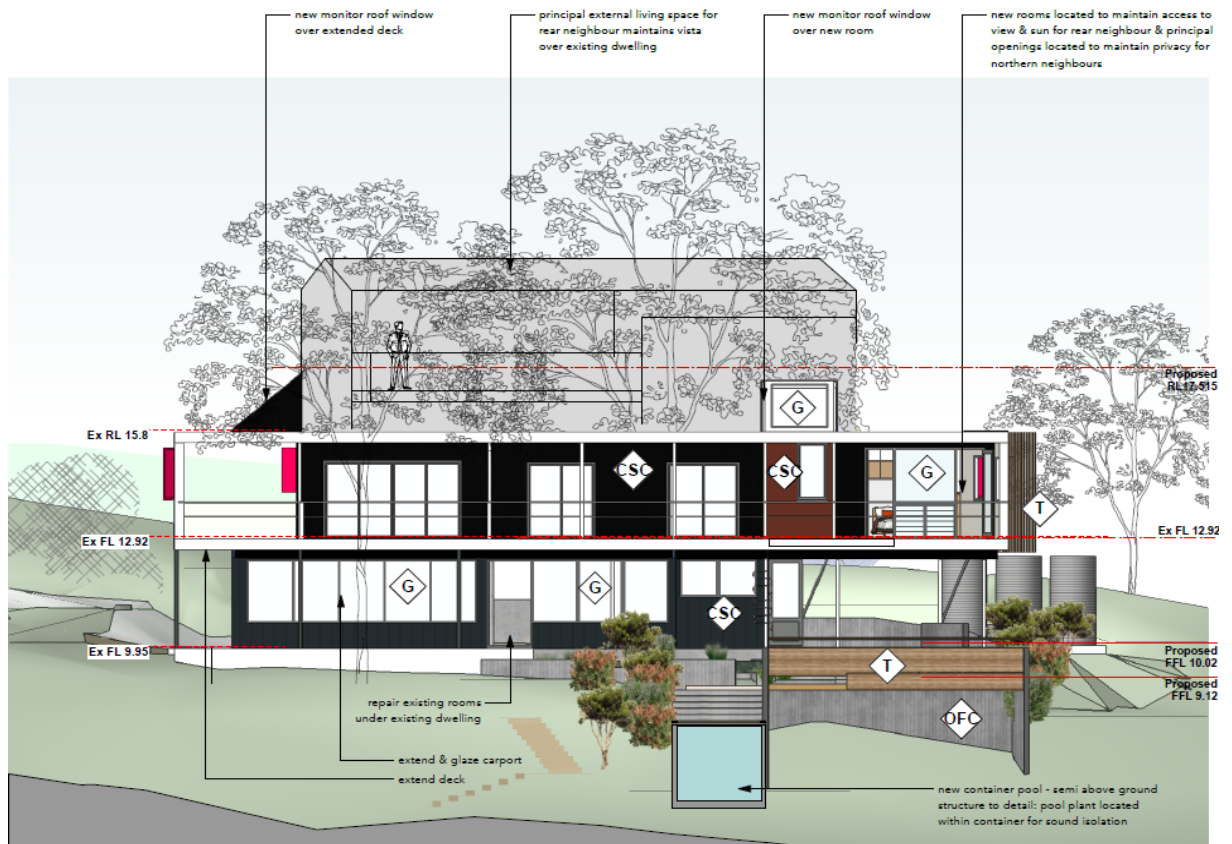 new monitor roof window
over extended deck
principal external living space for
rear neighbour maintains vista
over existing dwelling
new monitor roof window
over new room
new rooms located to maintain access to
view & sun for rear neighbour & principal
openings located to maintain privacy for
northern neighbours
Proposed
RL17.515
G
Ex RL 15.8
CSC
CSC
G
T
Ex FL 12.92
Ex FL 12.92
G
G
CSC
Ex FL 9.95
Proposed
FFL 10.02
T
Proposed
FFL 9.12
OFC
repair existing rooms
under existing dwelling
extend & glaze carport
extend deck
new container pool - semi above ground
structure to detail: pool plant located
within container for sound isolation